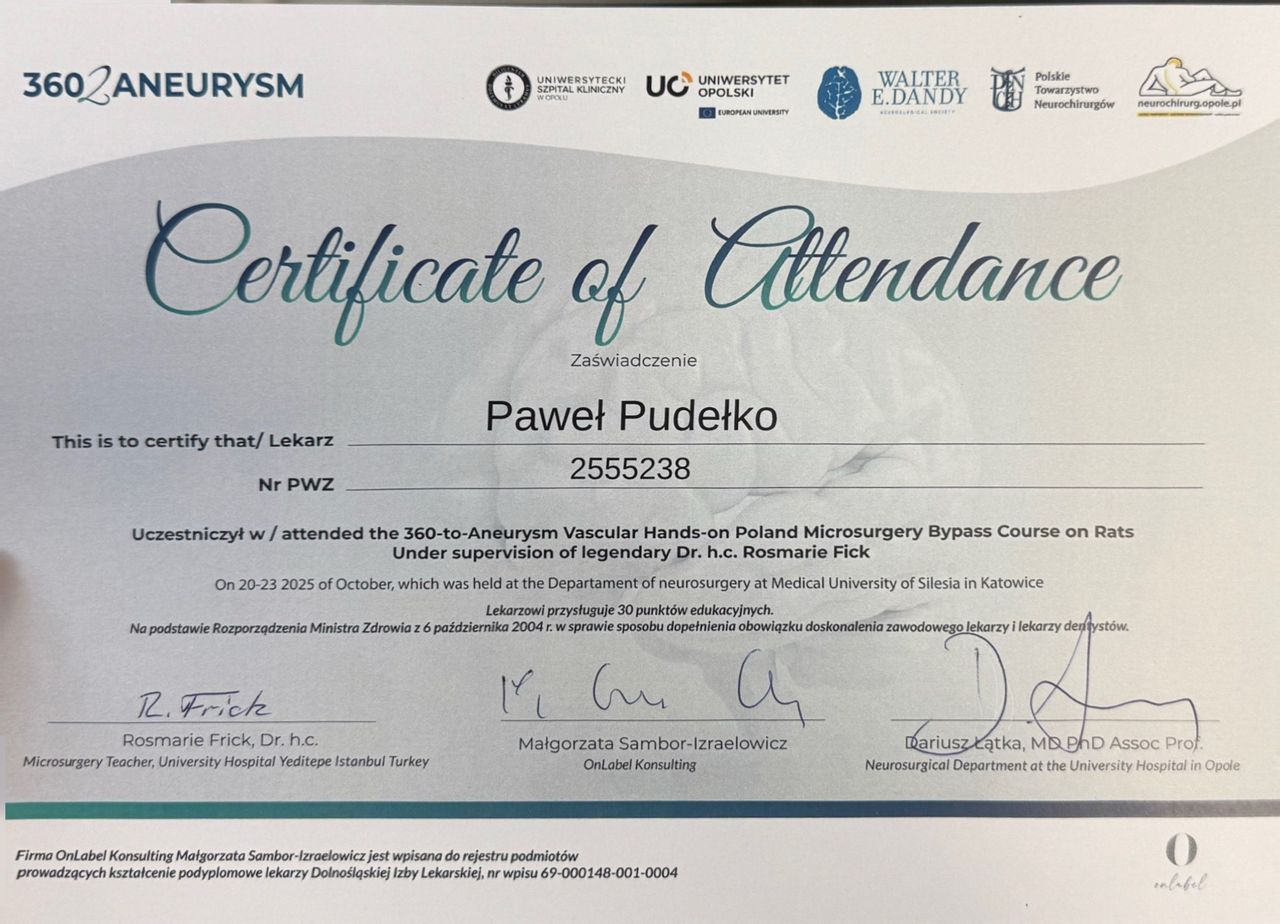 3602ANEURYSM
UNIWERSYTECKI
SZPITAL KLINICZNY
W OPOLU
UO UNIWERSYTET
OPOLSKI
EUROPEAN UNIVERSITY
WALTER
E.DANDY
NEUROLOGICAL SOCIETY
Polskie
Towarzystwo
Neurochirurgów
neurochirurg.opole.pl
Certificate of Attendance
Zaświadczenie
This is to certify that/ Lekarz Paweł Pudełko
Nr PWZ 2555238
Uczestniczył w / attended the 360-to-Aneurysm Vascular Hands-on Poland Microsurgery Bypass Course on Rats
Under supervision of legendary Dr. h.c. Rosmarie Fick
On 20-23 2025 of October, which was held at the Departament of neurosurgery at Medical University of Silesia in Katowice
Lekarzowi przysługuje 30 punktów edukacyjnych.
Na podstawie Rozporządzenia Ministra Zdrowia z 6 października 2004 r. w sprawie sposobu dopełnienia obowiązku doskonalenia zawodowego lekarzy i lekarzy dentystów.
R. Frick
Rosmarie Frick, Dr. h.c.
Microsurgery Teacher, University Hospital Yeditepe Istanbul Turkey
Małgorzata Sambor-Izraelowicz
OnLabel Konsulting
Dariusz Łątka, MD PhD Assoc Prof.
Neurosurgical Department at the University Hospital in Opole
Firma OnLabel Konsulting Małgorzata Sambor-Izraelowicz jest wpisana do rejestru podmiotów
prowadzących kształcenie podyplomowe lekarzy Dolnośląskiej Izby Lekarskiej, nr wpisu 69-000148-001-0004
O
onlabel